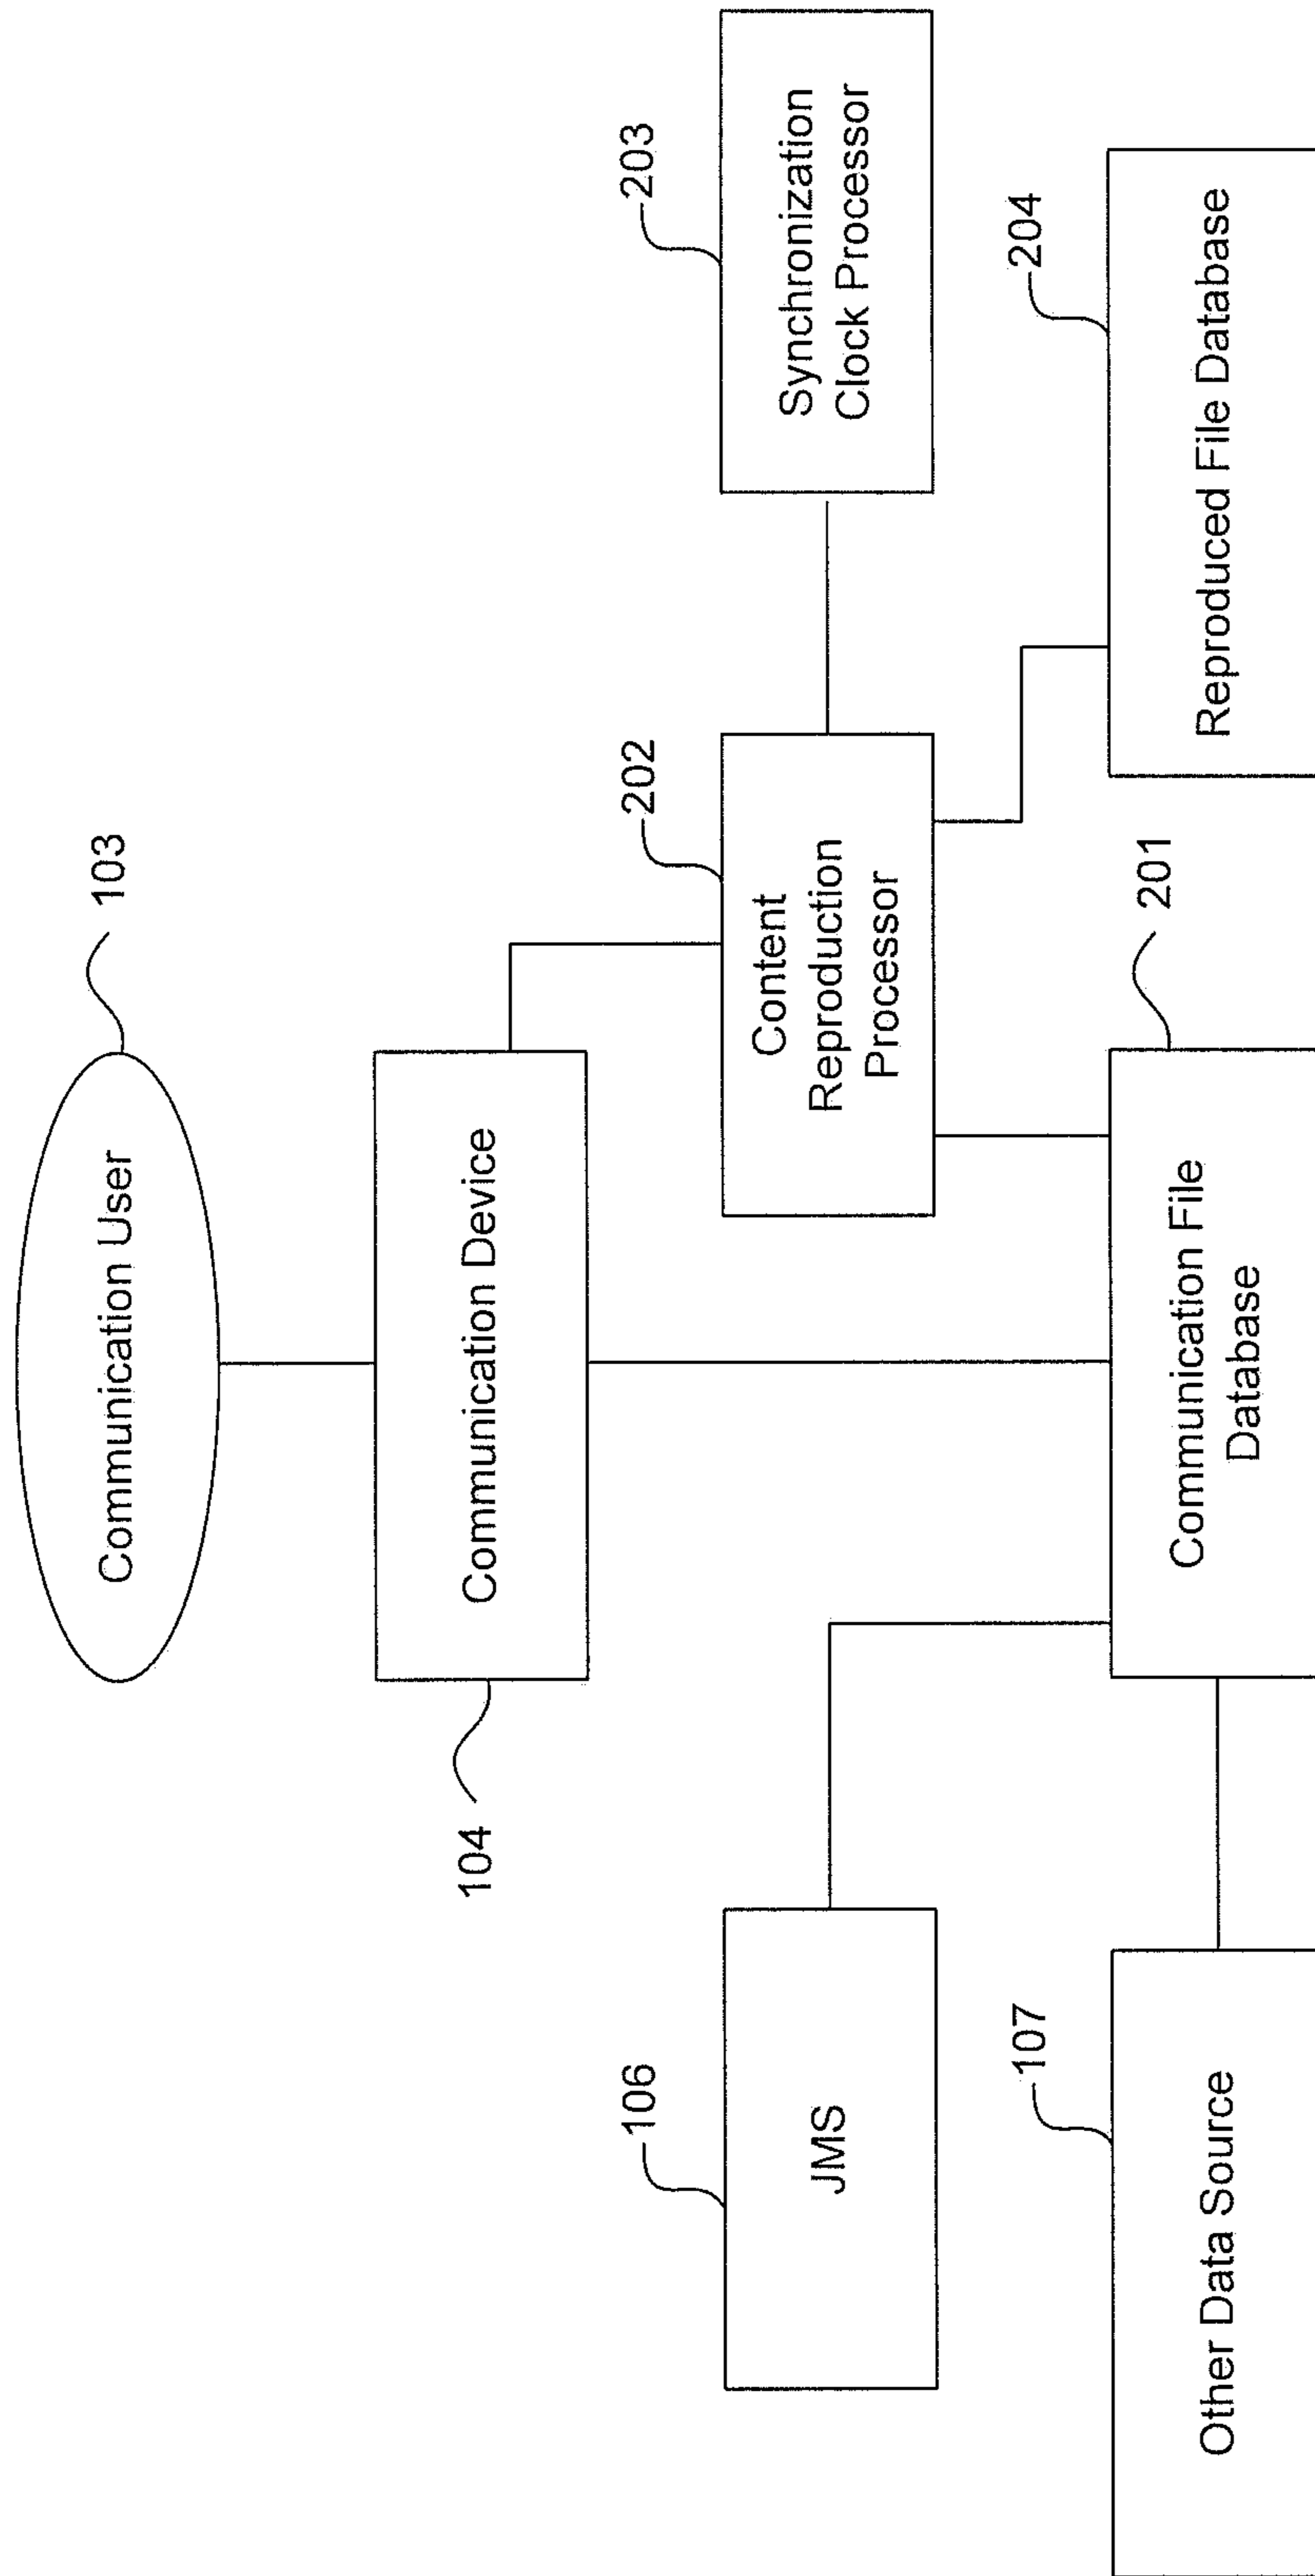 Communication User
103
Communication Device
104
JMS
106
Content
Reproduction
Processor
202
Synchronization
Clock Processor
203
Other Data Source
107
Communication File
Database
201
Reproduced File Database
204